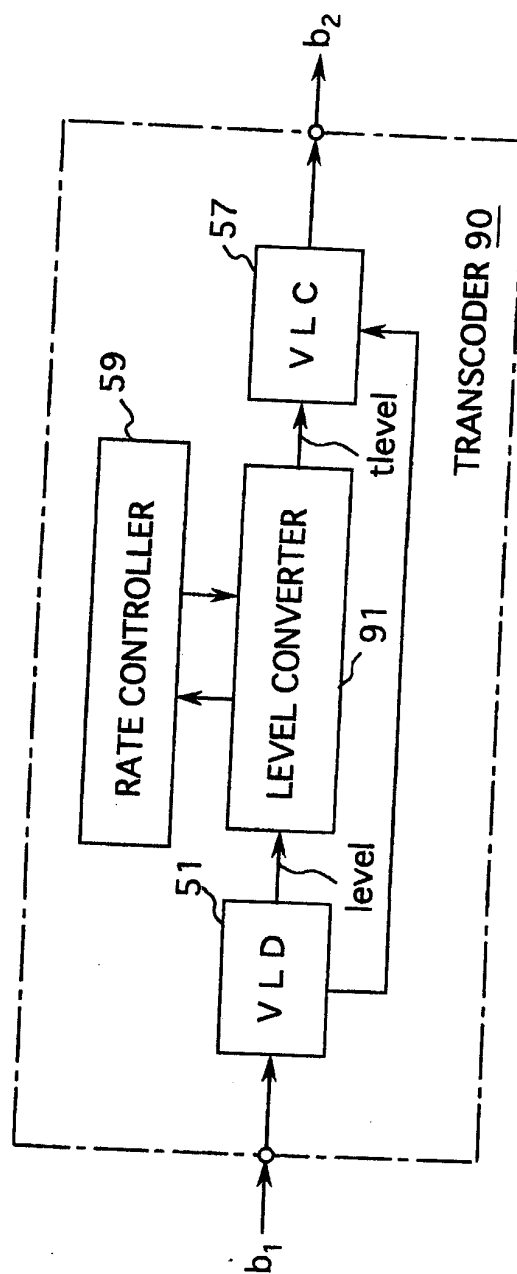 b1
51
V L D
level
RATE CONTROLLER
59
LEVEL CONVERTER
91
tlevel
V L C
57
b2
TRANSCODER 90